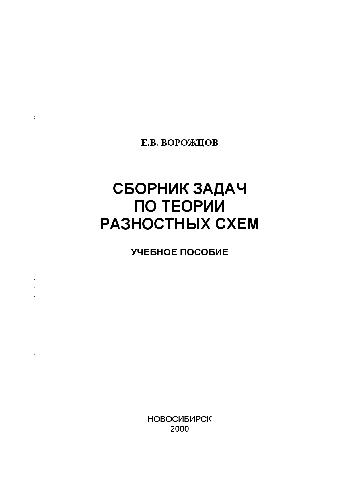 Е.В. ВОРОЖЦОВ
СБОРНИК ЗАДАЧ
ПО ТЕОРИИ
РАЗНОСТНЫХ СХЕМ
УЧЕБНОЕ ПОСОБИЕ
НОВОСИБИРСК
2000